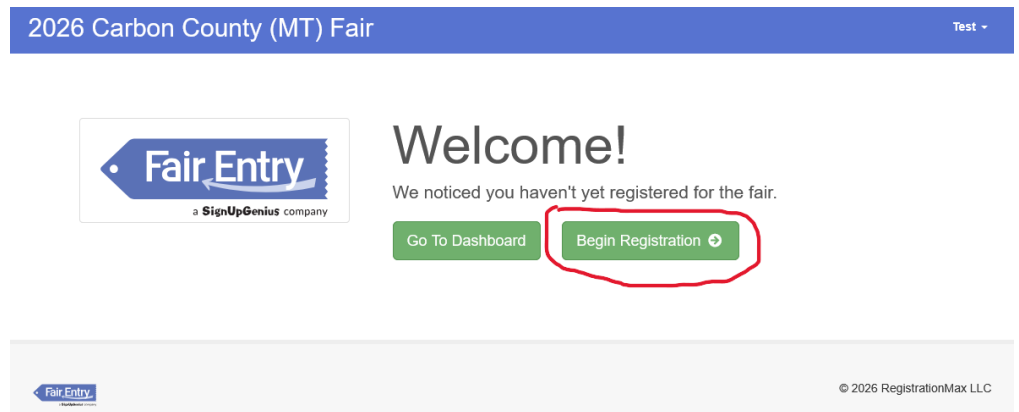 2026 Carbon County (MT) Fair
Test
Fair Entry
a SignUpGenius company
Welcome!
We noticed you haven't yet registered for the fair.
Go To Dashboard
Begin Registration
Fair Entry
© 2026 RegistrationMax LLC